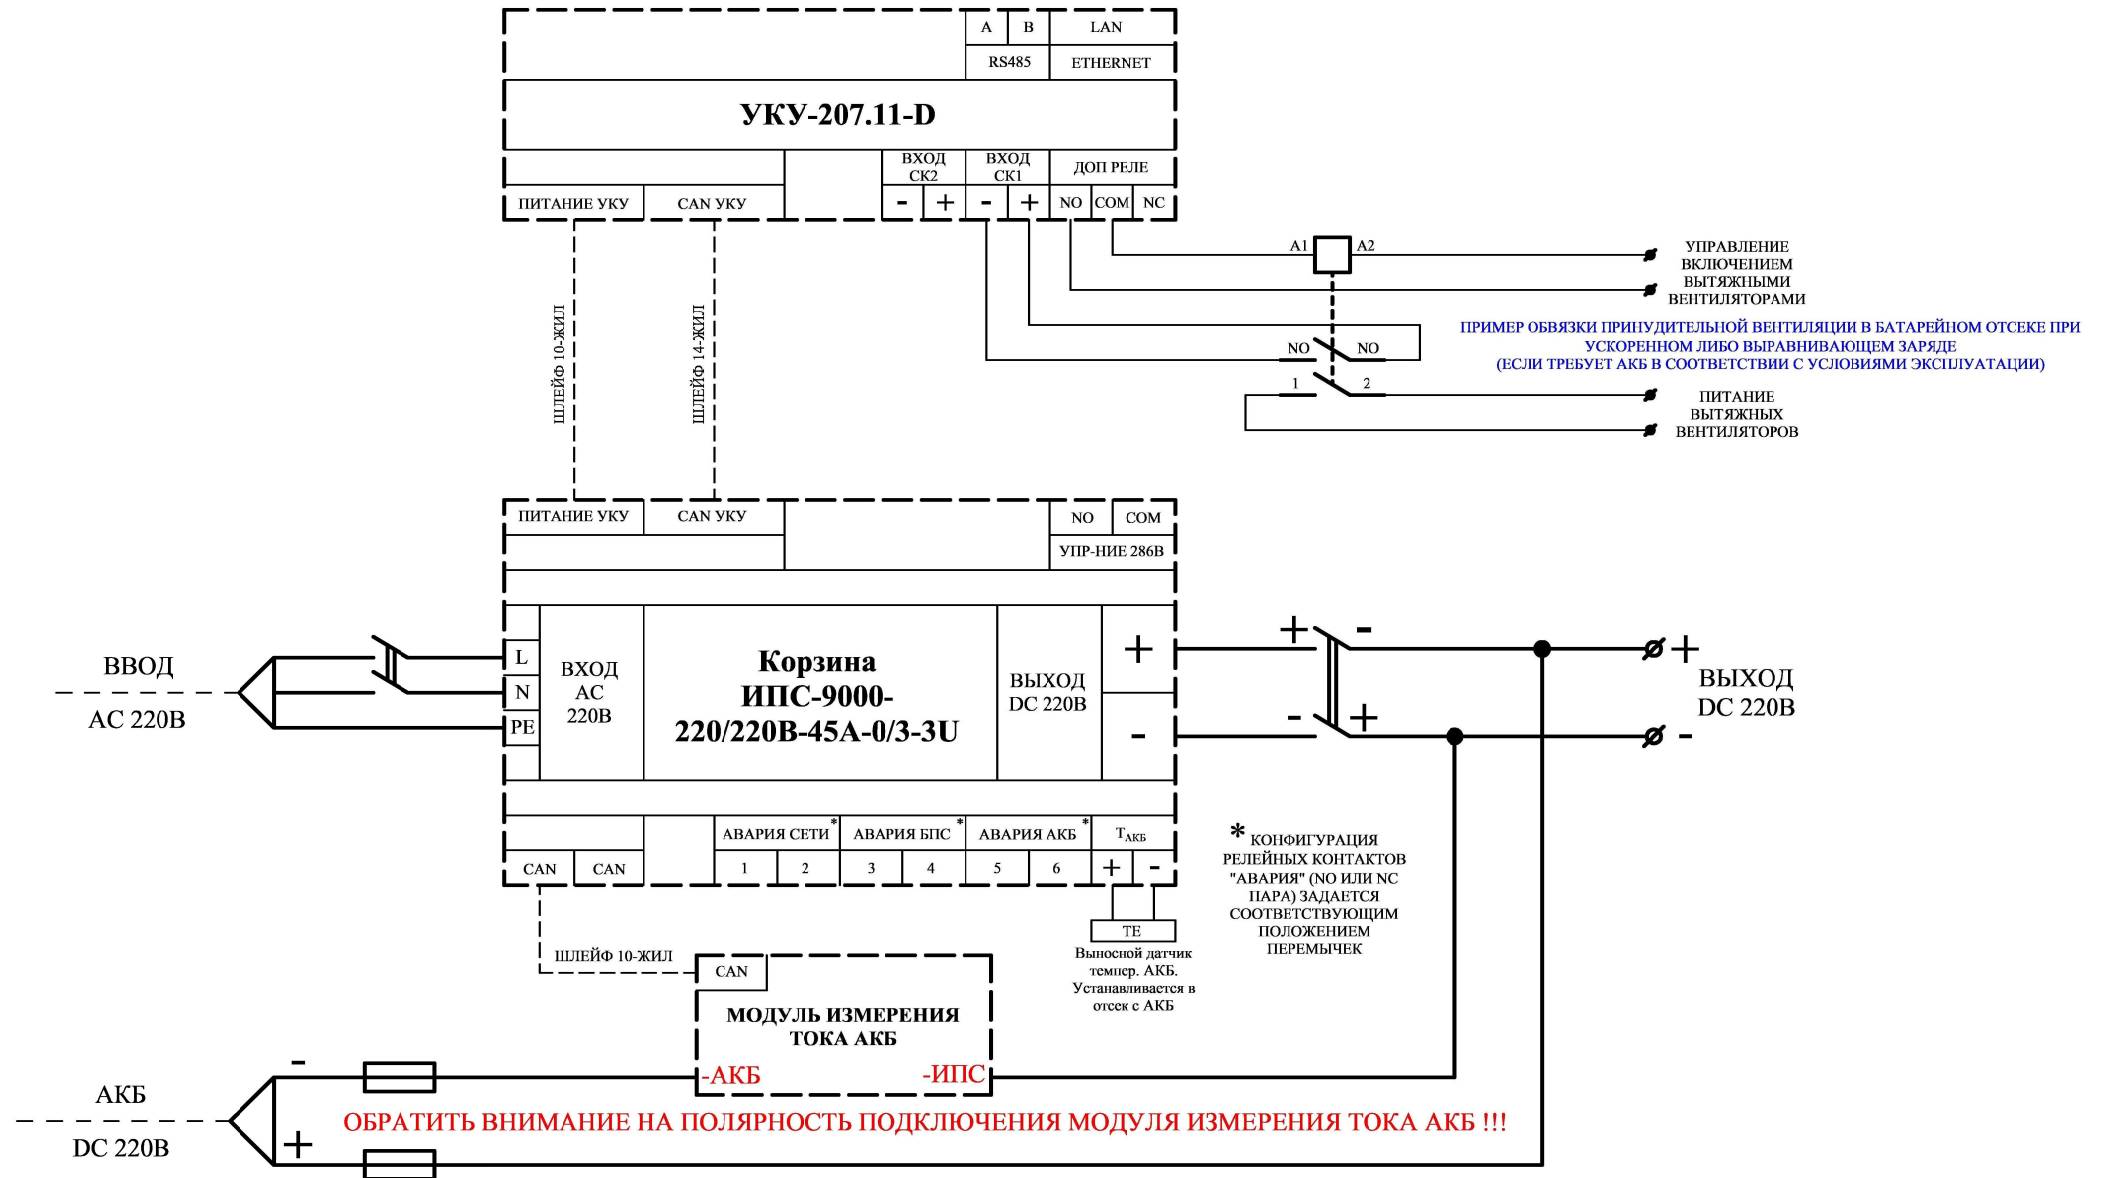 A B LAN
RS485 ETHERNET
УКУ-207.11-D
ВХОД СК2
ВХОД СК1
ДОП РЕЛЕ
ПИТАНИЕ УКУ CAN УКУ - + - + NO COM NC
A1 A2
УПРАВЛЕНИЕ
ВКЛЮЧЕНИЕМ
ВЫТЯЖНЫМИ
ВЕНТИЛЯТОРАМИ
ШЛЕЙФ 10-ЖИЛ
ШЛЕЙФ 14-ЖИЛ
ПРИМЕР ОБВЯЗКИ ПРИНУДИТЕЛЬНОЙ ВЕНТИЛЯЦИИ В БАТАРЕЙНОМ ОТСЕКЕ ПРИ
УСКОРЕННОМ ЛИБО ВЫРАВНИВАЮЩЕМ ЗАРЯДЕ
(ЕСЛИ ТРЕБУЕТ АКБ В СООТВЕТСТВИИ С УСЛОВИЯМИ ЭКСПЛУАТАЦИИ)
NO NO
1 2
ПИТАНИЕ
ВЫТЯЖНЫХ
ВЕНТИЛЯТОРОВ
ПИТАНИЕ УКУ CAN УКУ NO COM
УПР-НИЕ 286В
ВВОД
AC 220В
L
N
PE
ВХОД
AC
220В
Корзина
ИПС-9000-
220/220В-45А-0/3-3U
ВЫХОД
DC 220В
+
-
+ -
- +
+
-
ВЫХОД
DC 220В
АВАРИЯ СЕТИ* АВАРИЯ БПС* АВАРИЯ АКБ* TАКБ
CAN CAN 1 2 3 4 5 6 + -
* КОНФИГУРАЦИЯ
РЕЛЕЙНЫХ КОНТАКТОВ
"АВАРИЯ" (NO ИЛИ NC
ПАРА) ЗАДАЕТСЯ
СООТВЕТСТВУЮЩИМ
ПОЛОЖЕНИЕМ
ПЕРЕМЫЧЕК
TE
Выносной датчик
темпер. АКБ.
Устанавливается в
отсек с АКБ
ШЛЕЙФ 10-ЖИЛ
CAN
МОДУЛЬ ИЗМЕРЕНИЯ
ТОКА АКБ
-АКБ -ИПС
АКБ
DC 220В
-
+
ОБРАТИТЬ ВНИМАНИЕ НА ПОЛЯРНОСТЬ ПОДКЛЮЧЕНИЯ МОДУЛЯ ИЗМЕРЕНИЯ ТОКА АКБ !!!